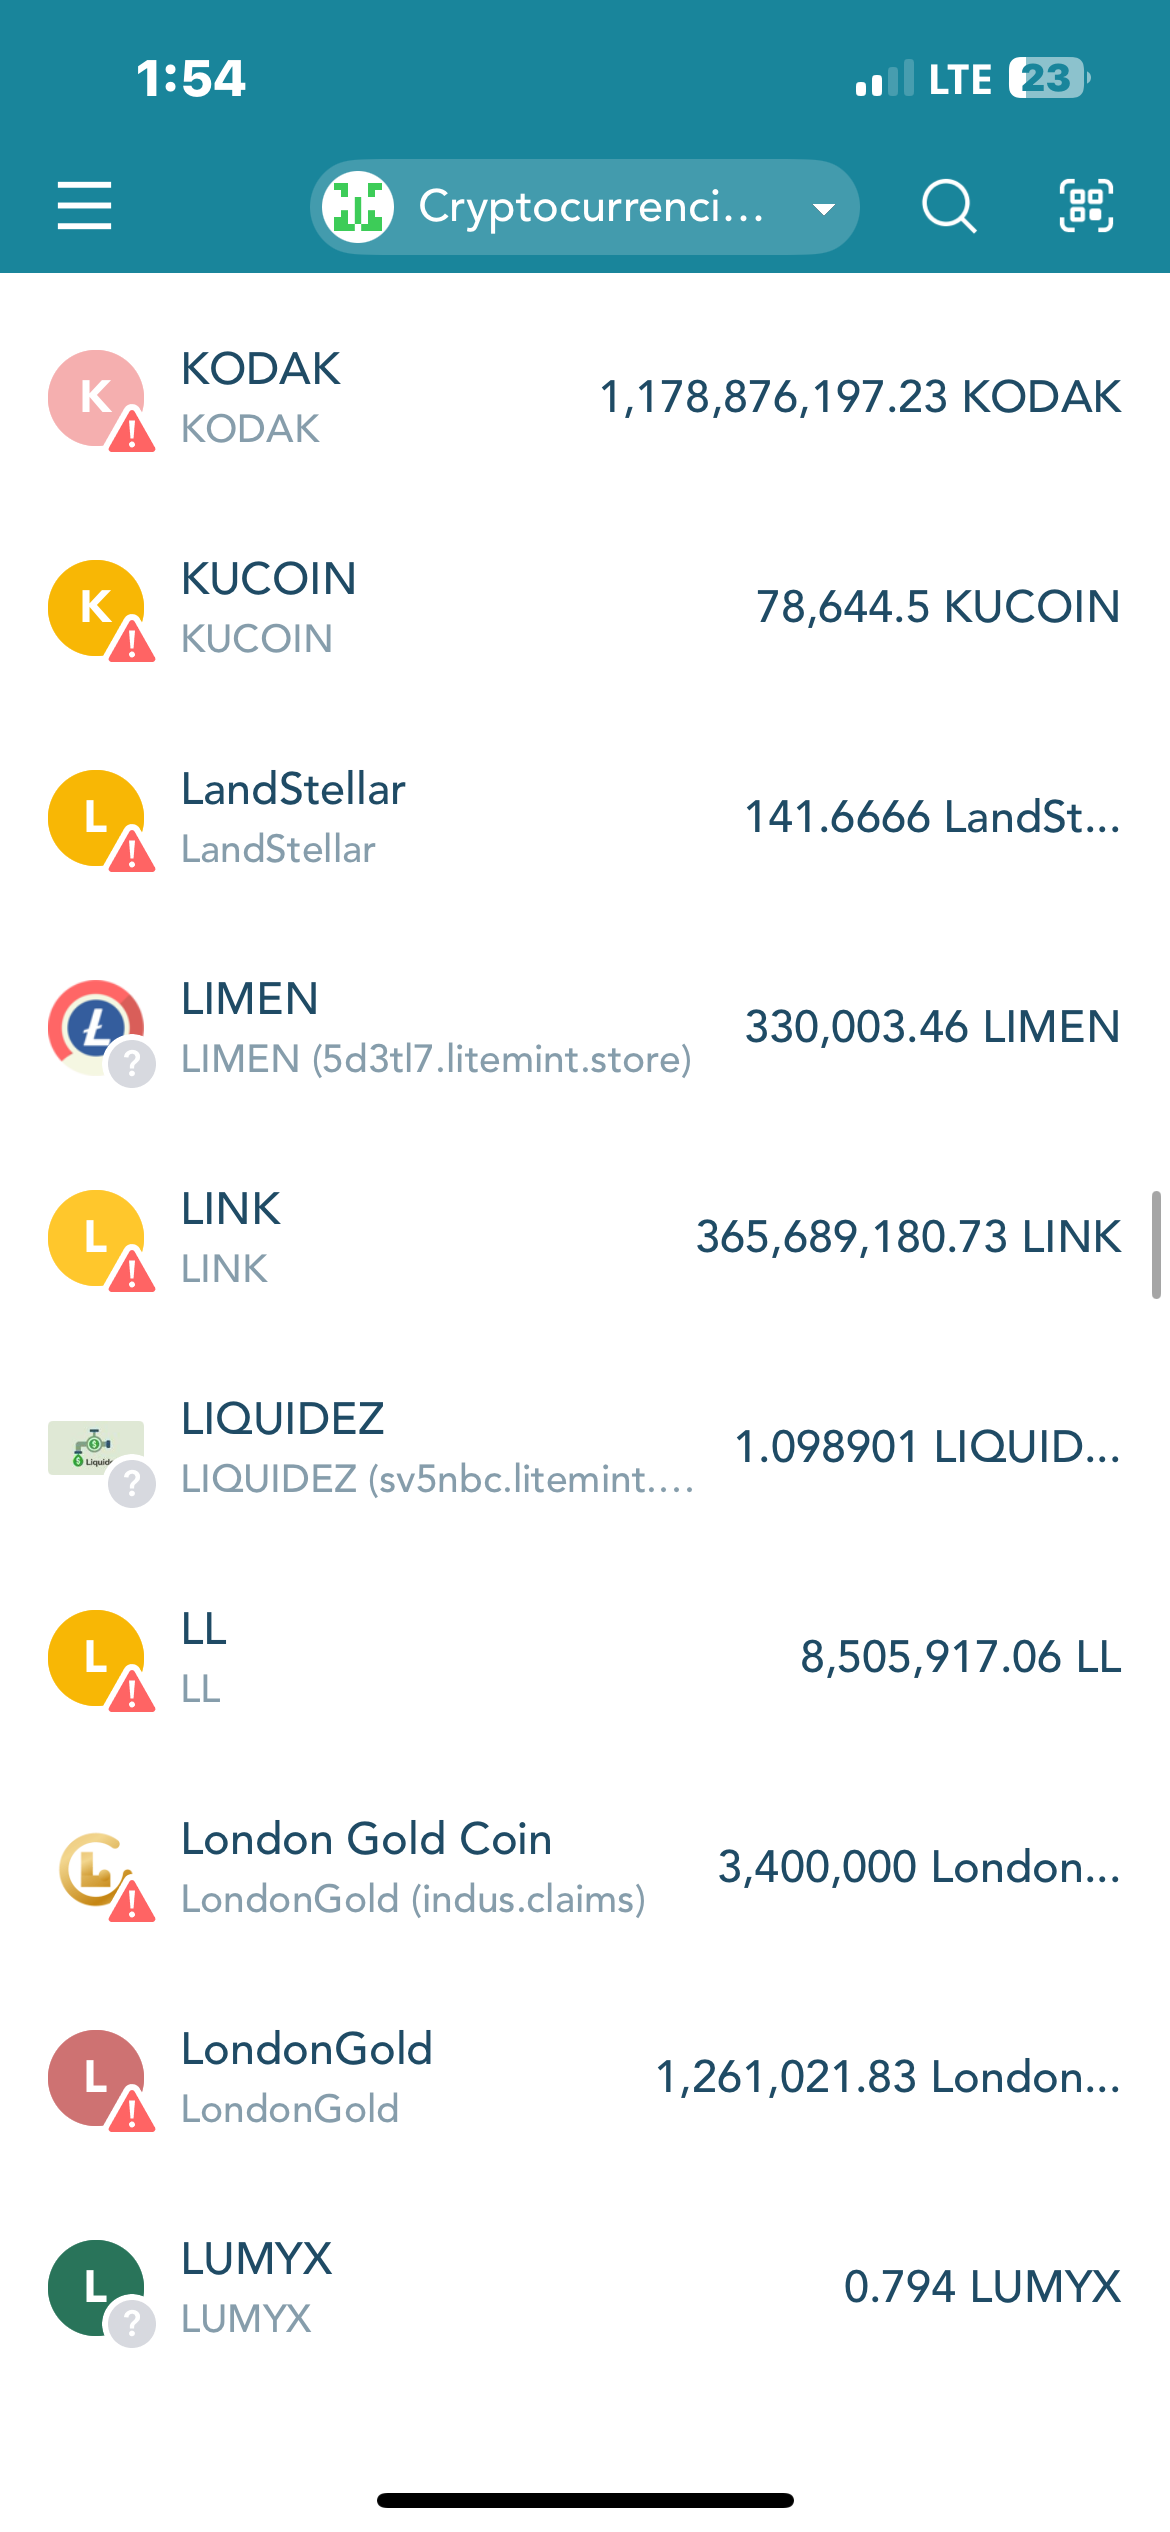 1:54
LTE 23
Cryptocurrenci...
K
KODAK
KODAK
1,178,876,197.23 KODAK
K
KUCOIN
KUCOIN
78,644.5 KUCOIN
L
LandStellar
LandStellar
141.6666 LandSt...
LIMEN
LIMEN (5d3tl7.litemint.store)
330,003.46 LIMEN
L
LINK
LINK
365,689,180.73 LINK
LIQUIDEZ
LIQUIDEZ (sv5nbc.litemint....
1.098901 LIQUID...
L
LL
LL
8,505,917.06 LL
London Gold Coin
LondonGold (indus.claims)
3,400,000 London...
L
LondonGold
LondonGold
1,261,021.83 London...
L
LUMYX
LUMYX
0.794 LUMYX